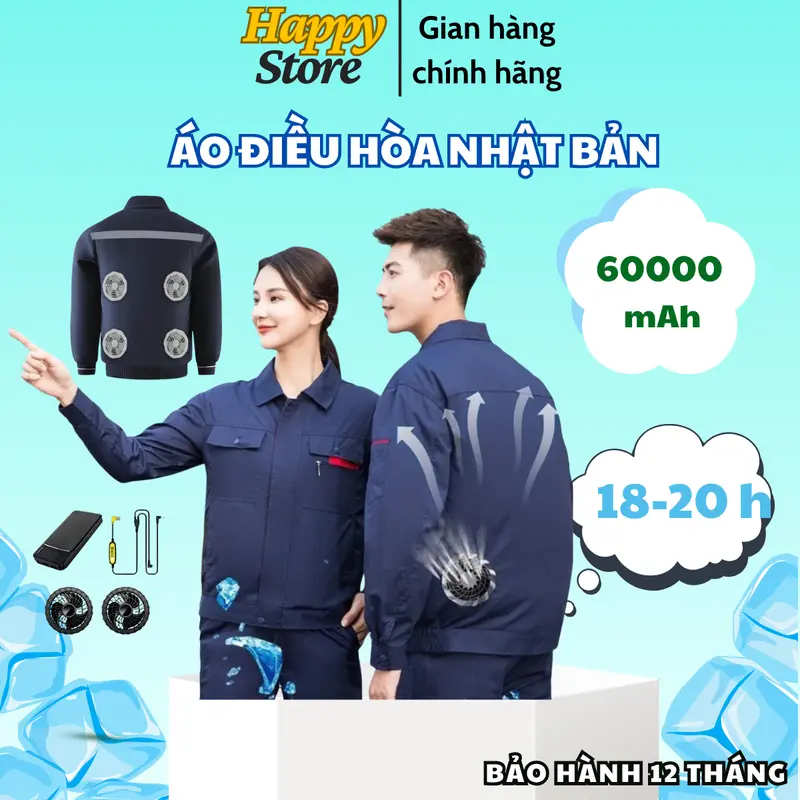 Happy
Store
Gian hàng
chính hãng
ÁO ĐIỀU HÒA NHẬT BẢN
60000
mAh
18-20 h
BẢO HÀNH 12 THÁNG